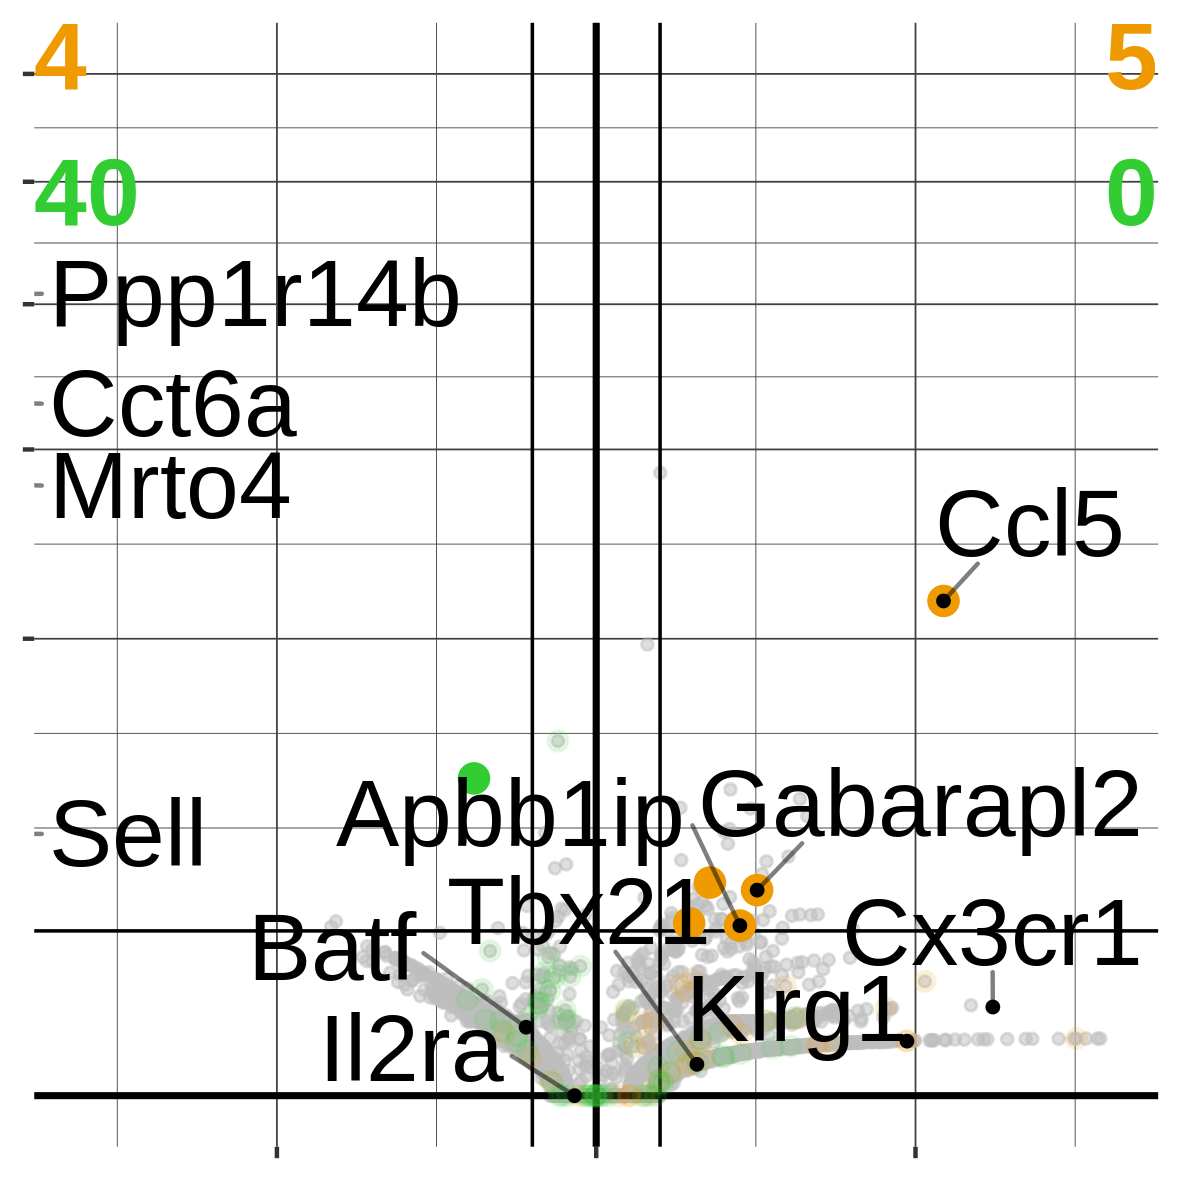 4 5
40 0
Ppp1r14b
Cct6a
Mrto4
Ccl5
Apbb1ip Gabarapl2
Sell
Tbx21
Batf Cx3cr1
Klrg1
Il2ra